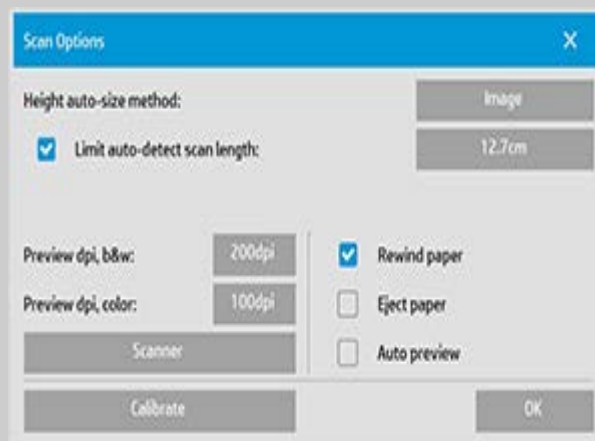 Scan Options X
Height auto-size method: Image
Limit auto-detect scan length: 12.7cm
Preview dpi, b&w: 200dpi
Rewind paper
Preview dpi, color: 100dpi
Eject paper
Scanner
Auto preview
Calibrate
OK